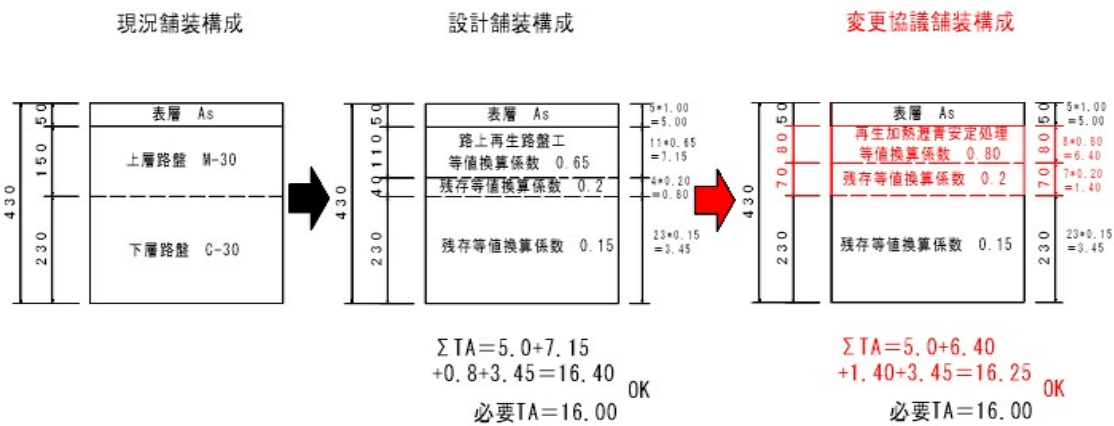 現況舗装構成
430
50
150
230
表層 As
上層路盤 M-30
下層路盤 C-30
設計舗装構成
430
50
110
40
230
表層 As
路上再生路盤工
等値換算係数 0.65
残存等値換算係数 0.2
残存等値換算係数 0.15
5*1.00
=5.00
11*0.65
=7.15
4*0.20
=0.80
23*0.15
=3.45
ΣTA=5.0+7.15
+0.8+3.45=16.40
OK
必要TA=16.00
変更協議舗装構成
430
80
70
230
表層 As
再生加熱瀝青安定処理
等値換算係数 0.80
残存等値換算係数 0.2
残存等値換算係数 0.15
50
80
70
230
5*1.00
=5.00
8*0.80
=6.40
7*0.20
=1.40
23*0.15
=3.45
ΣTA=5.0+6.40
+1.40+3.45=16.25
OK
必要TA=16.00